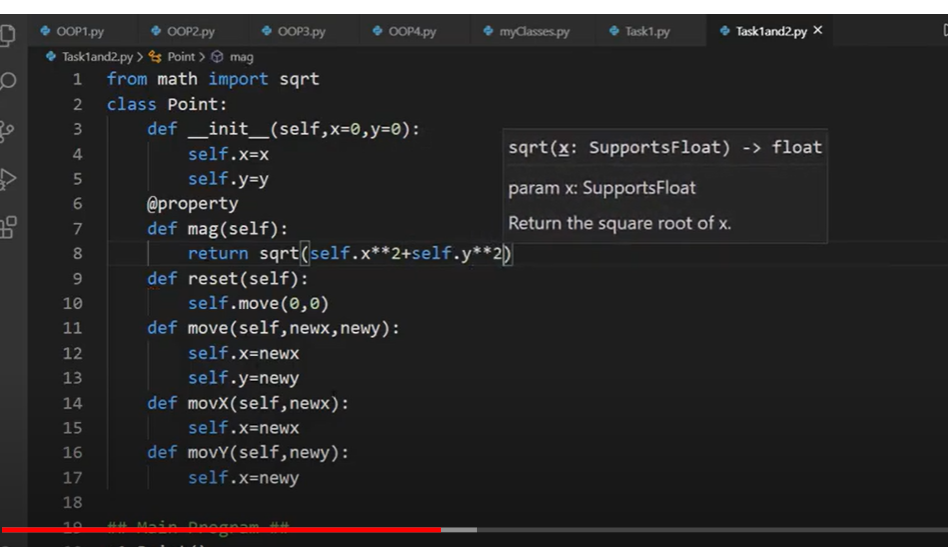 OOP1.py OOP2.py OOP3.py OOP4.py myClasses.py Task1.py Task1and2.py ×
Task1and2.py > Point > mag
1 from math import sqrt
2 class Point:
3 def __init__(self,x=0,y=0):
4 self.x=x
5 self.y=y
6 @property
7 def mag(self):
8 return sqrt(self.x**2+self.y**2)
9 def reset(self):
10 self.move(0,0)
11 def move(self,newx,newy):
12 self.x=newx
13 self.y=newy
14 def movX(self,newx):
15 self.x=newx
16 def movY(self,newy):
17 self.x=newy
18
19 ## Main Program ##
sqrt(x: SupportsFloat) -> float
param x: SupportsFloat
Return the square root of x.